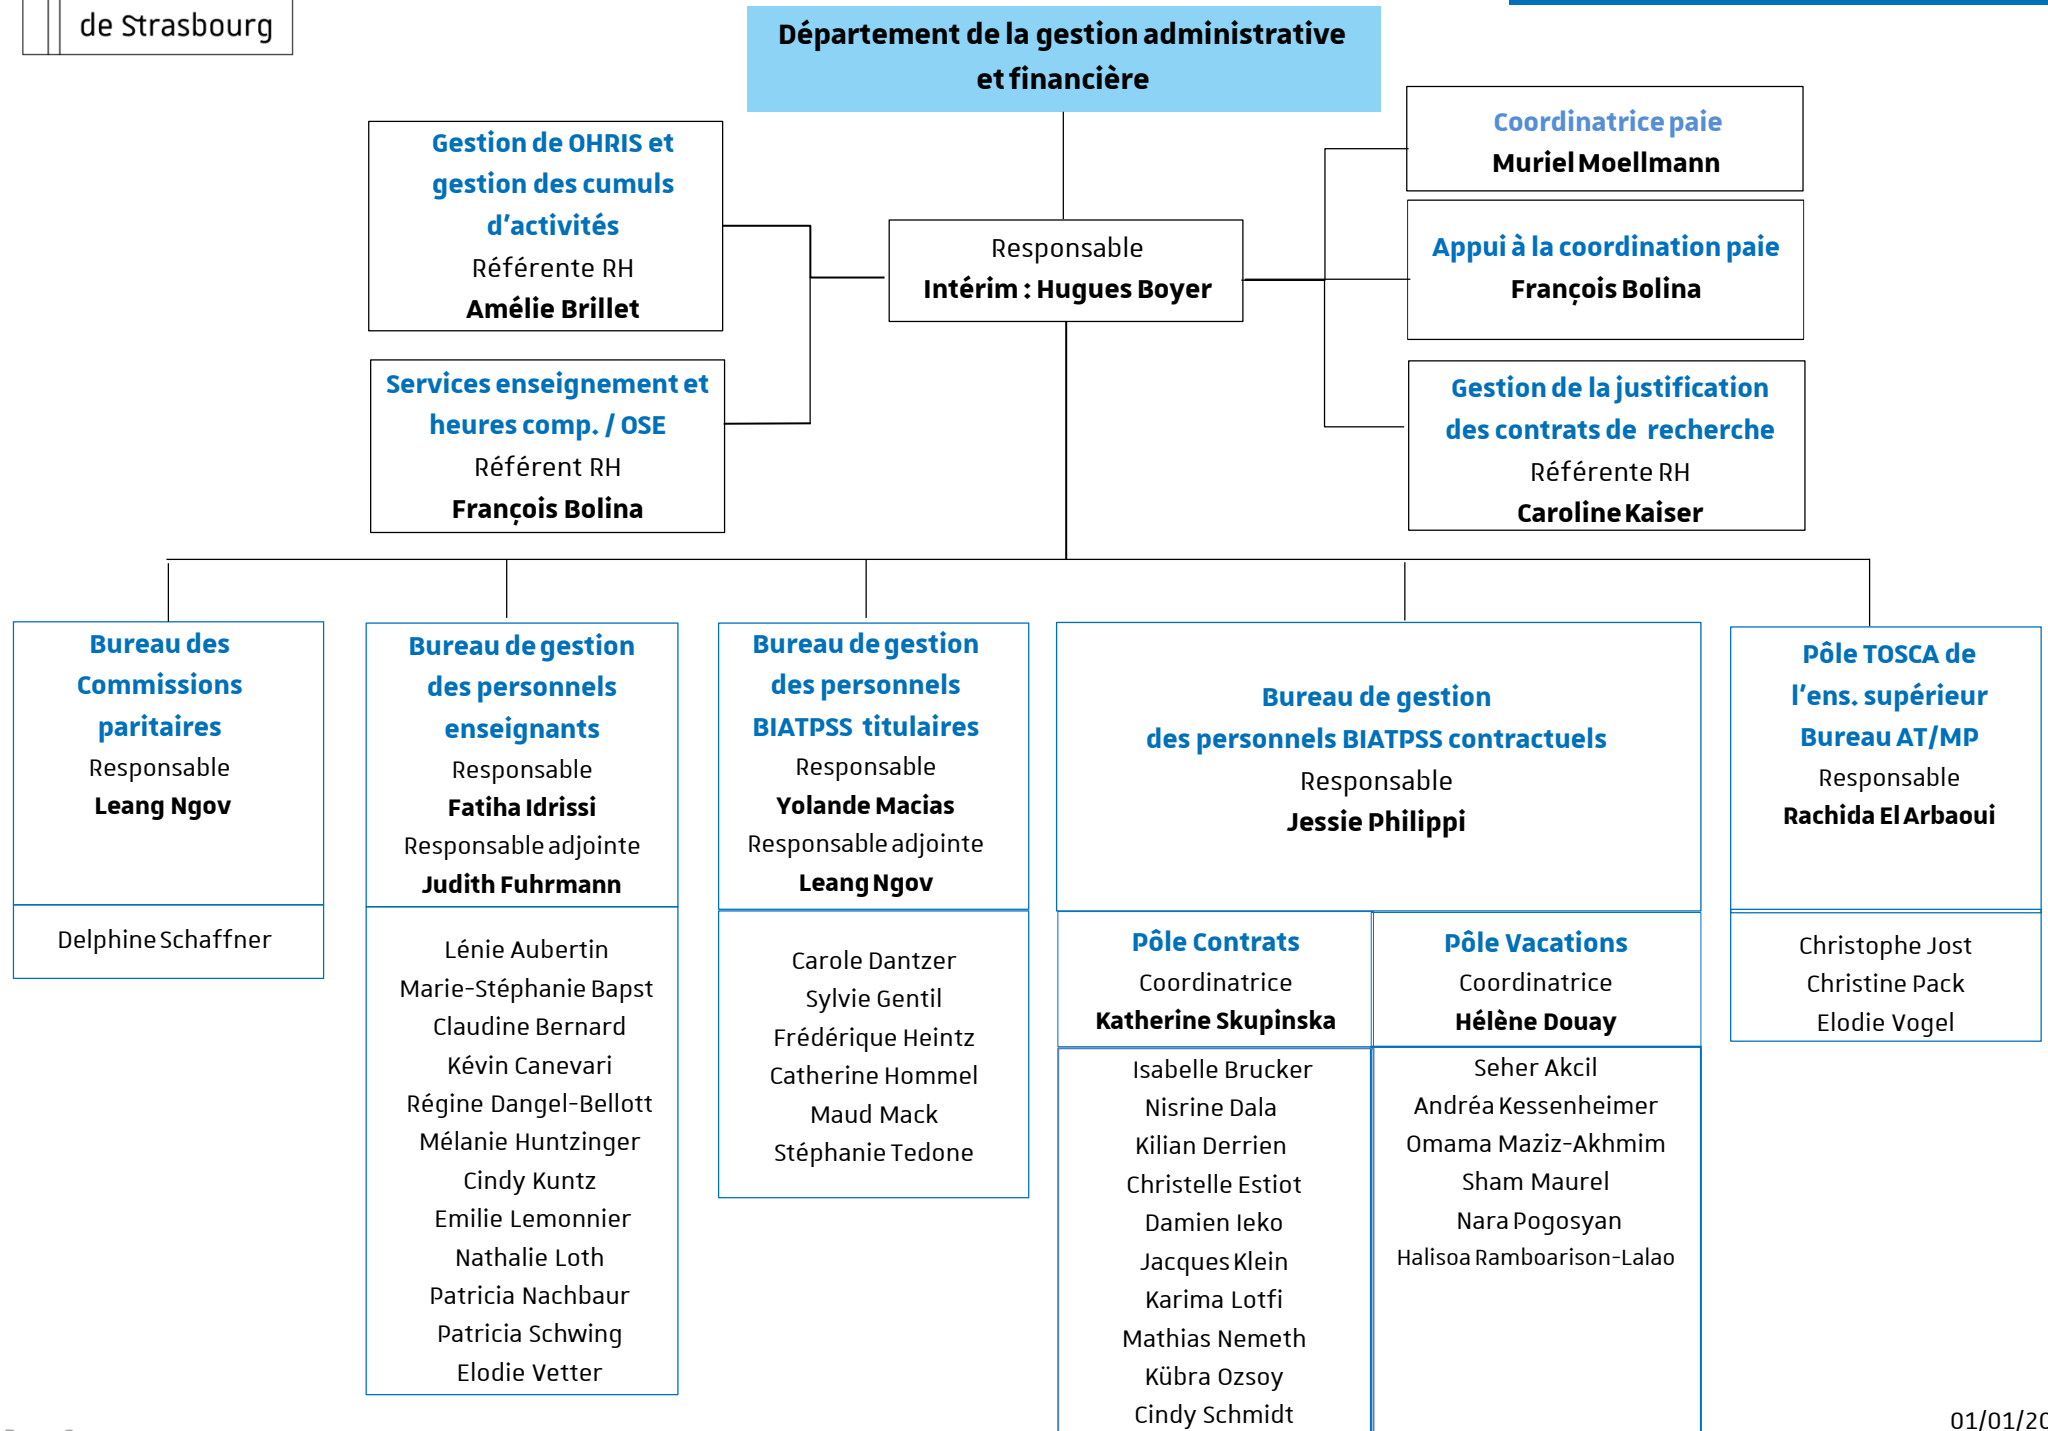 de Strasbourg
Département de la gestion administrative
et financière
Gestion de OHRIS et
gestion des cumuls
d'activités
Référente RH
Amélie Brillet
Services enseignement et
heures comp. / OSE
Référent RH
François Bolina
Responsable
Intérim : Hugues Boyer
Coordinatrice paie
Muriel Moellmann
Appui à la coordination paie
François Bolina
Gestion de la justification
des contrats de recherche
Référente RH
Caroline Kaiser
Bureau des
Commissions
paritaires
Responsable
Leang Ngov
Delphine Schaffner
Bureau de gestion
des personnels
enseignants
Responsable
Fatiha Idrissi
Responsable adjointe
Judith Fuhrmann
Lénie Aubertin
Marie-Stéphanie Bapst
Claudine Bernard
Kévin Canevari
Régine Dangel-Bellott
Mélanie Huntzinger
Cindy Kuntz
Emilie Lemonnier
Nathalie Loth
Patricia Nachbaur
Patricia Schwing
Elodie Vetter
Bureau de gestion
des personnels
BIATPSS titulaires
Responsable
Yolande Macias
Responsable adjointe
Leang Ngov
Carole Dantzer
Sylvie Gentil
Frédérique Heintz
Catherine Hommel
Maud Mack
Stéphanie Tedone
Bureau de gestion
des personnels BIATPSS contractuels
Responsable
Jessie Philippi
Pôle Contrats
Coordinatrice
Katherine Skupinska
Isabelle Brucker
Nisrine Dala
Kilian Derrien
Christelle Estiot
Damien Ieko
Jacques Klein
Karima Lotfi
Mathias Nemeth
Kübra Ozsoy
Cindy Schmidt
Pôle Vacations
Coordinatrice
Hélène Douay
Seher Akcil
Andréa Kessenheimer
Omama Maziz-Akhmim
Sham Maurel
Nara Pogosyan
Halisoa Ramboarison-Lalao
Pôle TOSCA de
l'ens. supérieur
Bureau AT/MP
Responsable
Rachida El Arbaoui
Christophe Jost
Christine Pack
Elodie Vogel
01/01/20